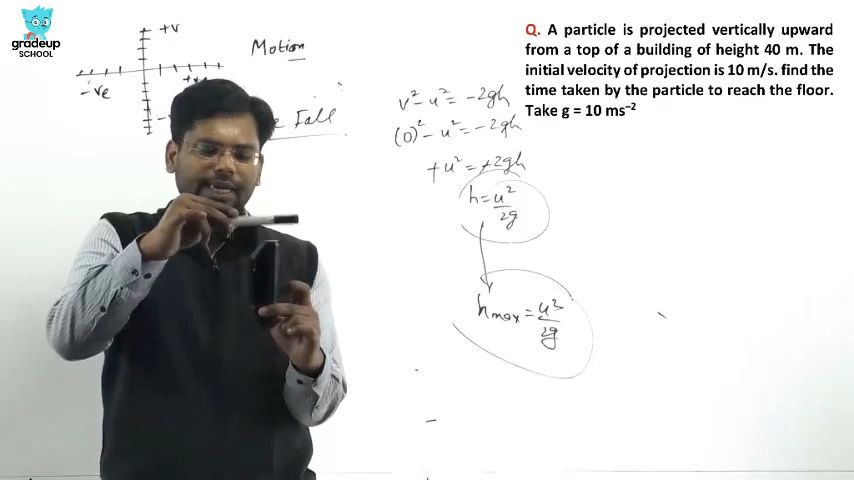 gradeup
SCHOOL
+v
Motion
-ve
+ve
Fall
v² - u² = -2gh
(0)² - u² = -2gh
+u² = +2gh
h = u²/2g
hmax = u²/2g
Q. A particle is projected vertically upward
from a top of a building of height 40 m. The
initial velocity of projection is 10 m/s. find the
time taken by the particle to reach the floor.
Take g = 10 ms⁻²